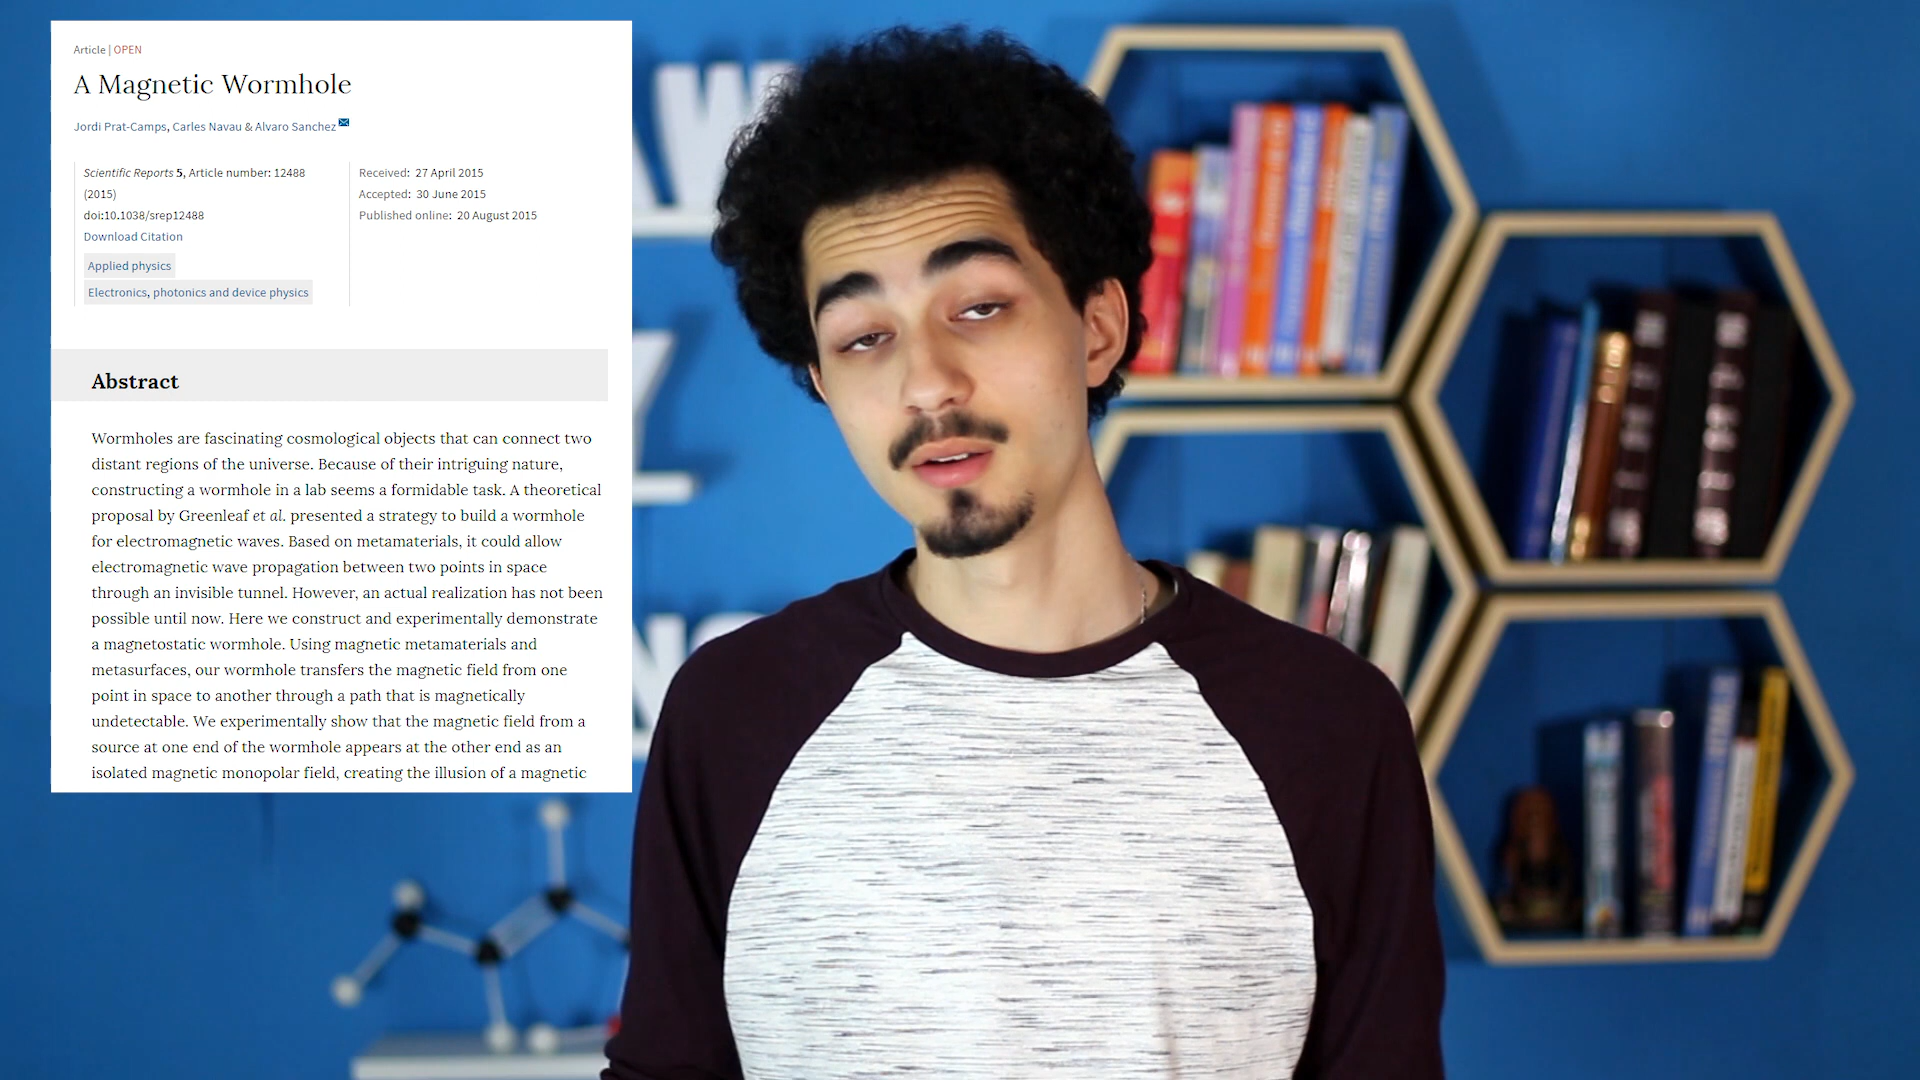 Article | OPEN
A Magnetic Wormhole
Jordi Prat-Camps, Carles Navau & Alvaro Sanchez
Scientific Reports 5, Article number: 12488
(2015)
doi:10.1038/srep12488
Download Citation
Applied physics
Electronics, photonics and device physics
Received: 27 April 2015
Accepted: 30 June 2015
Published online: 20 August 2015
Abstract
Wormholes are fascinating cosmological objects that can connect two
distant regions of the universe. Because of their intriguing nature,
constructing a wormhole in a lab seems a formidable task. A theoretical
proposal by Greenleaf et al. presented a strategy to build a wormhole
for electromagnetic waves. Based on metamaterials, it could allow
electromagnetic wave propagation between two points in space
through an invisible tunnel. However, an actual realization has not been
possible until now. Here we construct and experimentally demonstrate
a magnetostatic wormhole. Using magnetic metamaterials and
metasurfaces, our wormhole transfers the magnetic field from one
point in space to another through a path that is magnetically
undetectable. We experimentally show that the magnetic field from a
source at one end of the wormhole appears at the other end as an
isolated magnetic monopolar field, creating the illusion of a magnetic